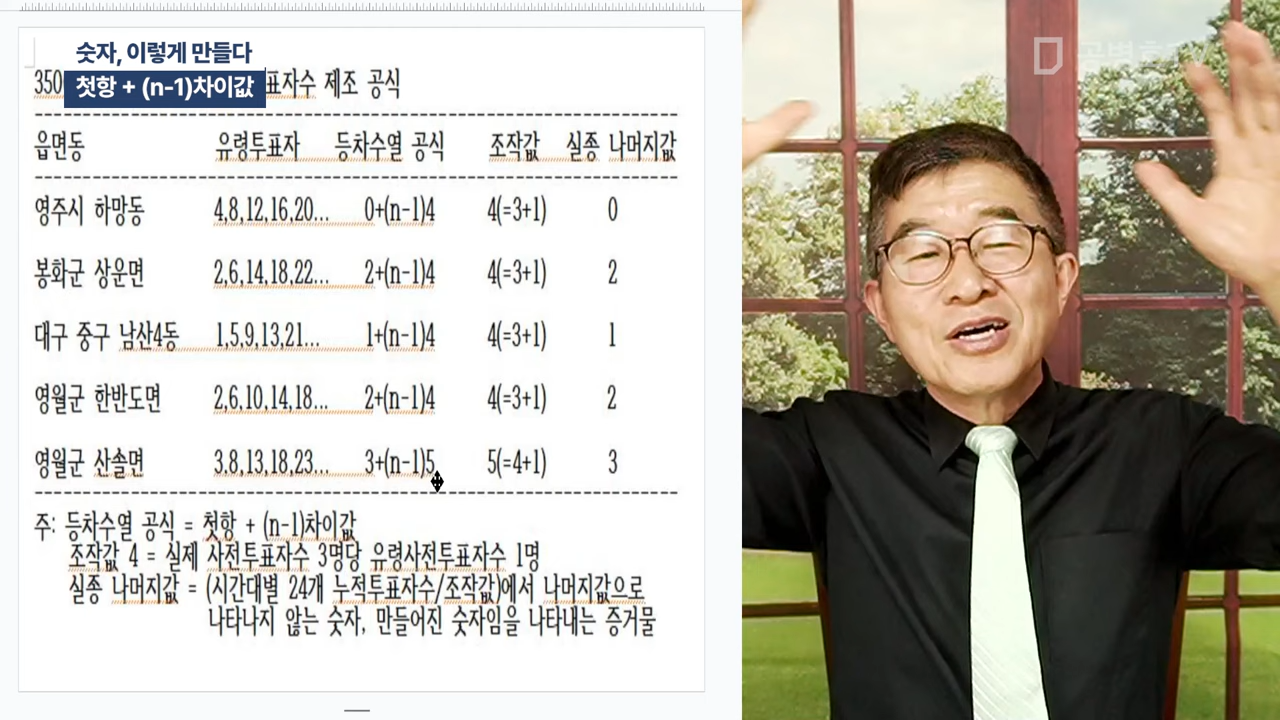 숫자, 이렇게 만들다
첫항 + (n-1)차이값
350 표자수 제조 공식
읍면동 유령투표자 등차수열 공식 조작값 실종 나머지값
영주시 하망동 4,8,12,16,20... 0+(n-1)4 4(=3+1) 0
봉화군 상운면 2,6,14,18,22... 2+(n-1)4 4(=3+1) 2
대구 중구 남산4동 1,5,9,13,21... 1+(n-1)4 4(=3+1) 1
영월군 한반도면 2,6,10,14,18... 2+(n-1)4 4(=3+1) 2
영월군 산솔면 3.8,13,18,23... 3+(n-1)5 5(=4+1) 3
주: 등차수열 공식 = 첫항 + (n-1)차이값
조작값 4 = 실제 사전투표자수 3명당 유령사전투표자수 1명
실종 나머지값 = (시간대별 24개 누적투표자수/조작값)에서 나머지값으로
나타나지 않는 숫자, 만들어진 숫자임을 나타내는 증거물
공병호TV